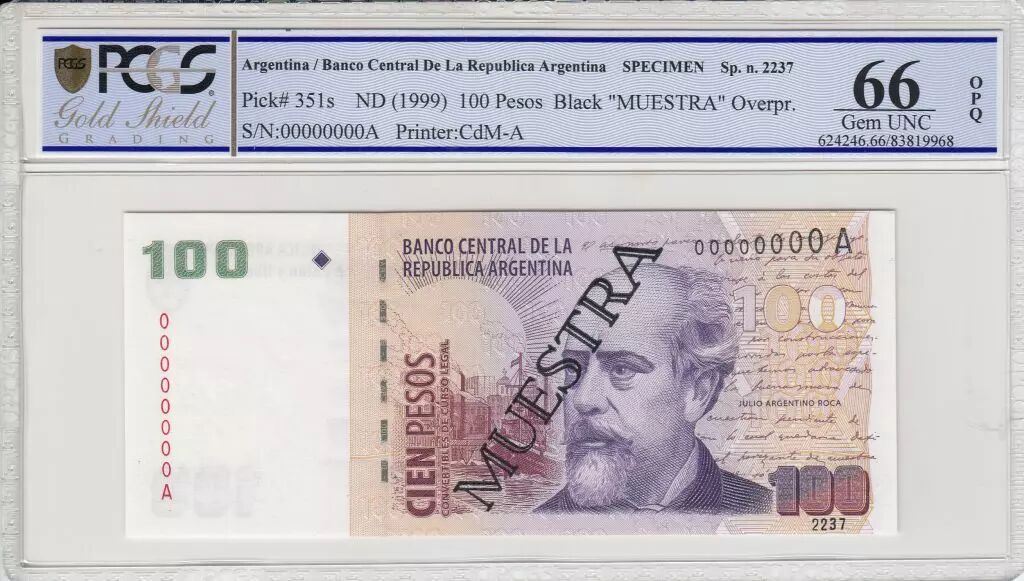 PCGS
PCGS
Gold Shield
GRADING
Argentina / Banco Central De La Republica Argentina SPECIMEN Sp. n. 2237
Pick# 351s ND (1999) 100 Pesos Black "MUESTRA" Overpr.
S/N:00000000A Printer:CdM-A
66
Gem UNC
624246.66/83819968
OPQ
100
BANCO CENTRAL DE LA
REPUBLICA ARGENTINA
00000000A
MUESTRA
100
00000000A
CIEN PESOS
CONVERTIBLES DE CURSO LEGAL
JULIO ARGENTINO ROCA
100
2237